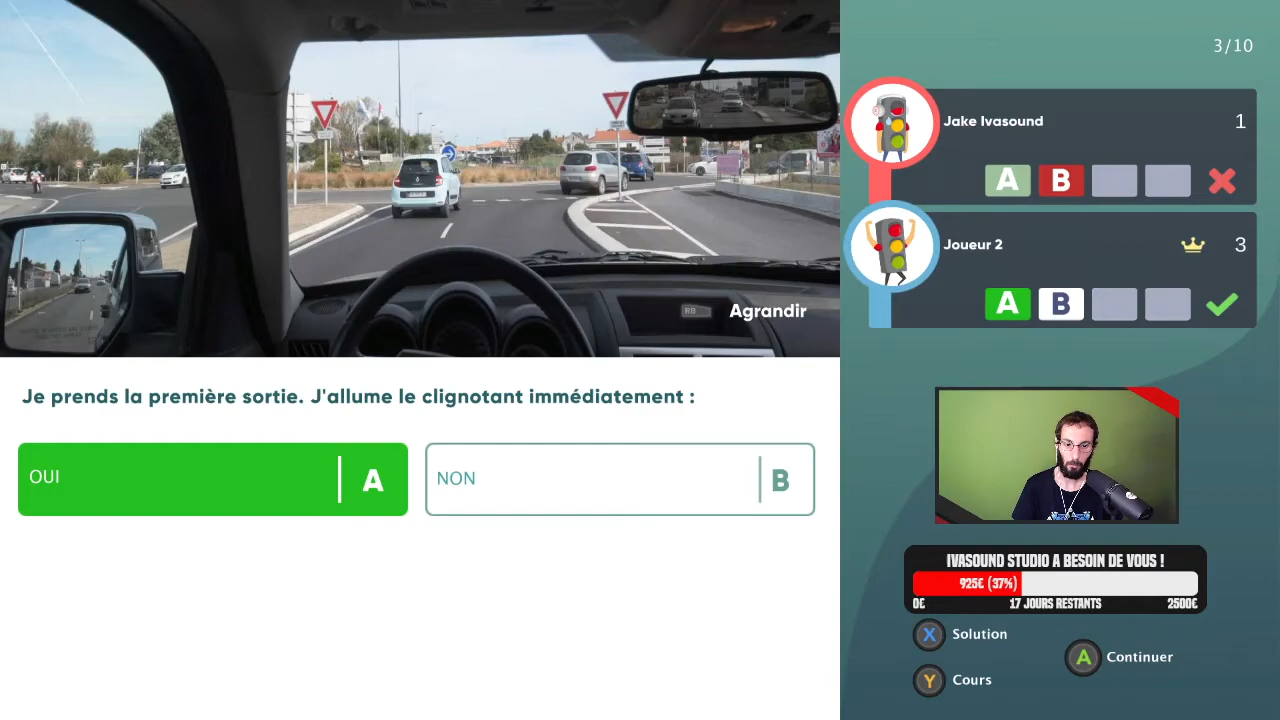 3/10
Jake Ivasound
1
A
B
Joueur 2
3
A
B
RB
Agrandir
Je prends la première sortie. J'allume le clignotant immédiatement :
OUI
A
NON
B
IVASOUND STUDIO A BESOIN DE VOUS !
925€ (37%)
0€
17 JOURS RESTANTS
2500€
X
Solution
A
Continuer
Y
Cours